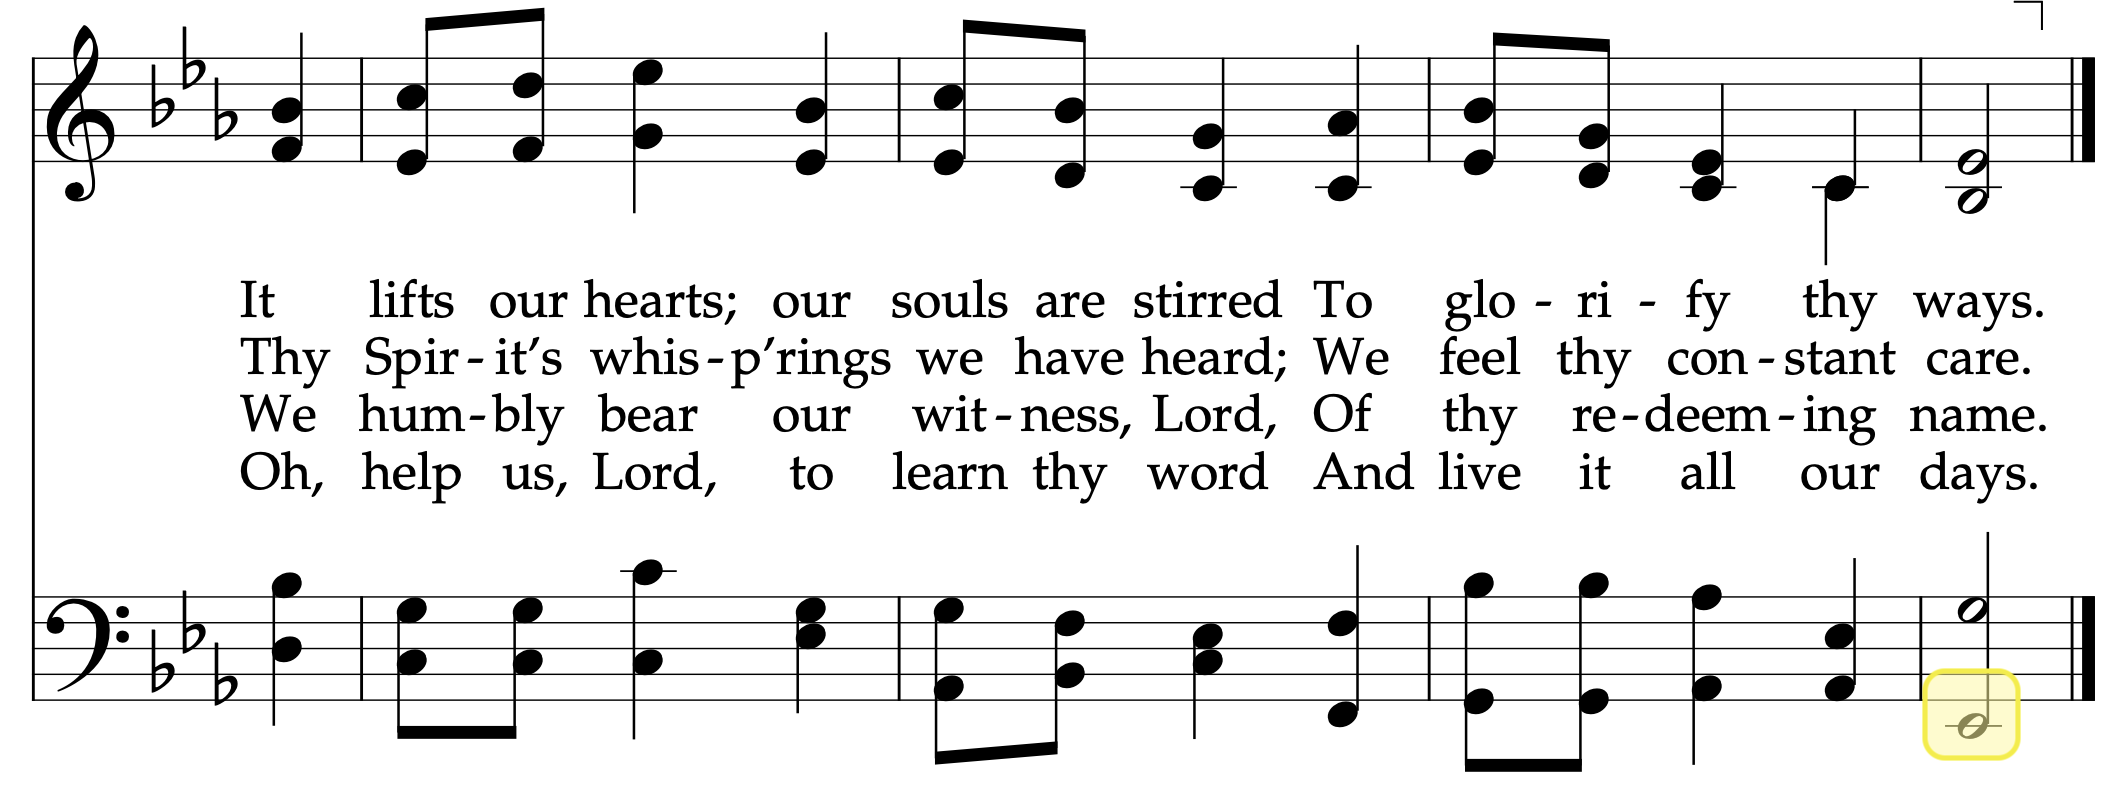 It lifts our hearts; our souls are stirred To glo - ri - fy thy ways.
Thy Spir - it’s whis - p’rings we have heard; We feel thy con - stant care.
We hum - bly bear our wit - ness, Lord, Of thy re - deem - ing name.
Oh, help us, Lord, to learn thy word And live it all our days.